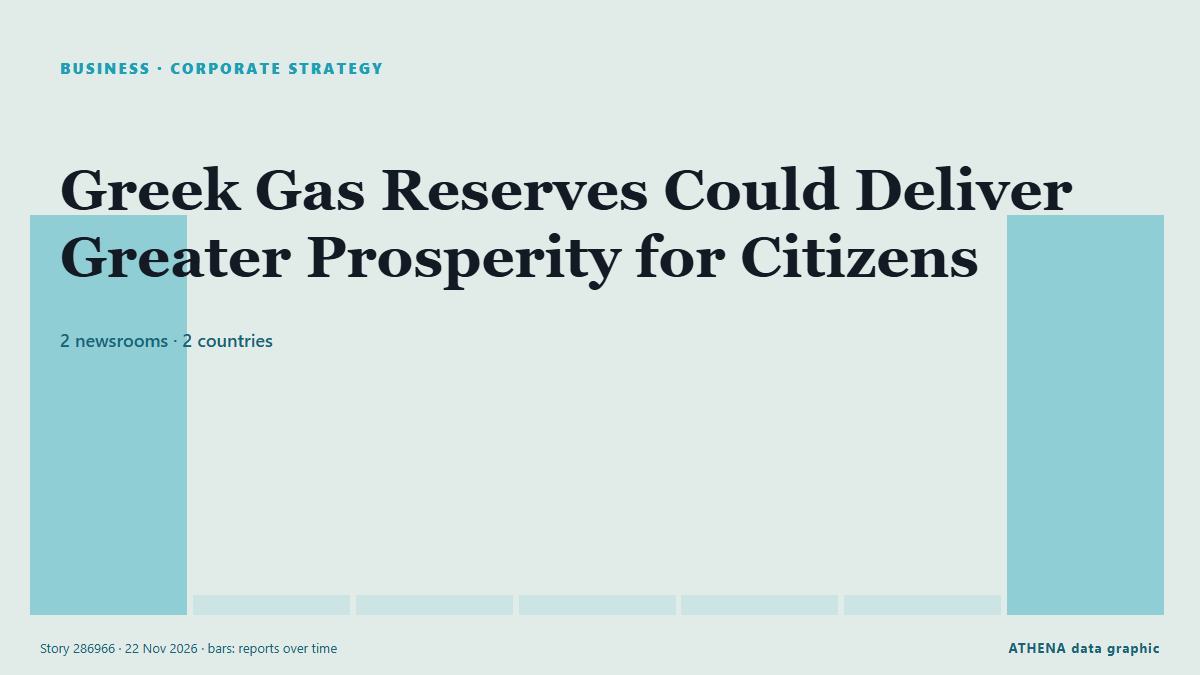 BUSINESS · CORPORATE STRATEGY
Greek Gas Reserves Could Deliver
Greater Prosperity for Citizens
2 newsrooms · 2 countries
Story 286966 · 22 Nov 2026 · bars: reports over time
ATHENA data graphic